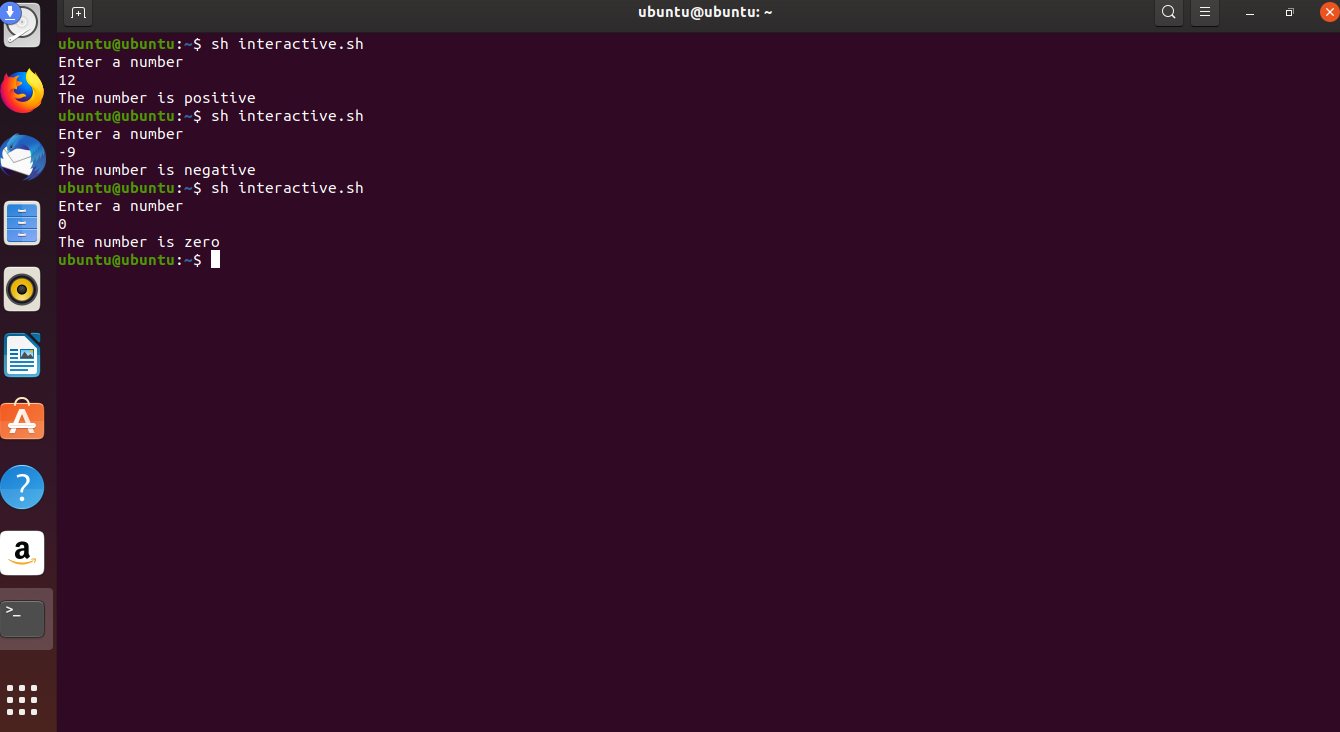 ubuntu@ubuntu: ~
ubuntu@ubuntu:~$ sh interactive.sh
Enter a number
12
The number is positive
ubuntu@ubuntu:~$ sh interactive.sh
Enter a number
-9
The number is negative
ubuntu@ubuntu:~$ sh interactive.sh
Enter a number
0
The number is zero
ubuntu@ubuntu:~$
?
a
>_